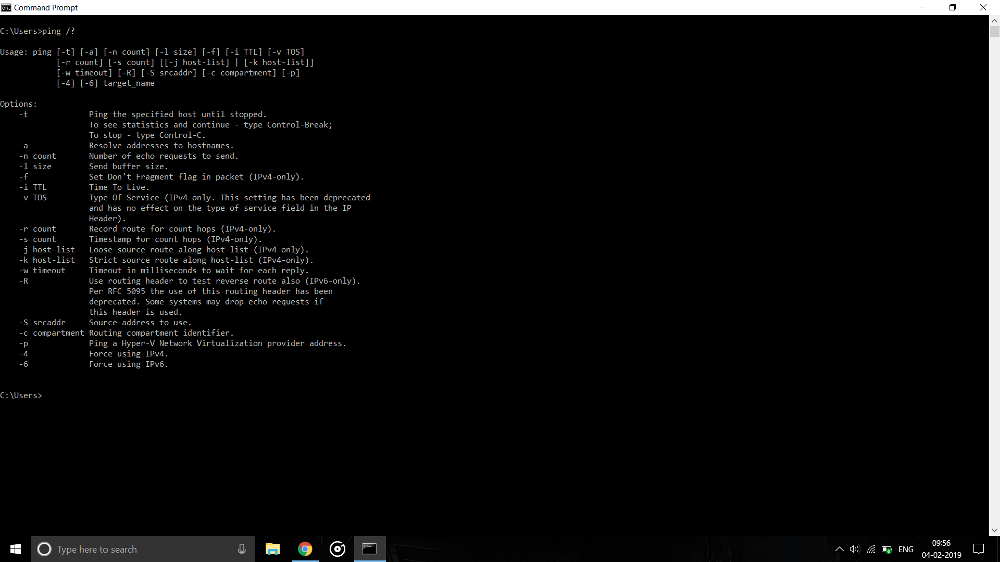 Command Prompt
C:\Users>ping /?
Usage: ping [-t] [-a] [-n count] [-l size] [-f] [-i TTL] [-v TOS]
            [-r count] [-s count] [[-j host-list] | [-k host-list]]
            [-w timeout] [-R] [-S srcaddr] [-c compartment] [-p]
            [-4] [-6] target_name
Options:
    -t             Ping the specified host until stopped.
                   To see statistics and continue - type Control-Break;
                   To stop - type Control-C.
    -a             Resolve addresses to hostnames.
    -n count       Number of echo requests to send.
    -l size        Send buffer size.
    -f             Set Don't Fragment flag in packet (IPv4-only).
    -i TTL         Time To Live.
    -v TOS         Type Of Service (IPv4-only. This setting has been deprecated
                   and has no effect on the type of service field in the IP
                   Header).
    -r count       Record route for count hops (IPv4-only).
    -s count       Timestamp for count hops (IPv4-only).
    -j host-list   Loose source route along host-list (IPv4-only).
    -k host-list   Strict source route along host-list (IPv4-only).
    -w timeout     Timeout in milliseconds to wait for each reply.
    -R             Use routing header to test reverse route also (IPv6-only).
                   Per RFC 5095 the use of this routing header has been
                   deprecated. Some systems may drop echo requests if
                   this header is used.
    -S srcaddr     Source address to use.
    -c compartment Routing compartment identifier.
    -p             Ping a Hyper-V Network Virtualization provider address.
    -4             Force using IPv4.
    -6             Force using IPv6.
C:\Users>
Type here to search
ENG
09:56
04-02-2019